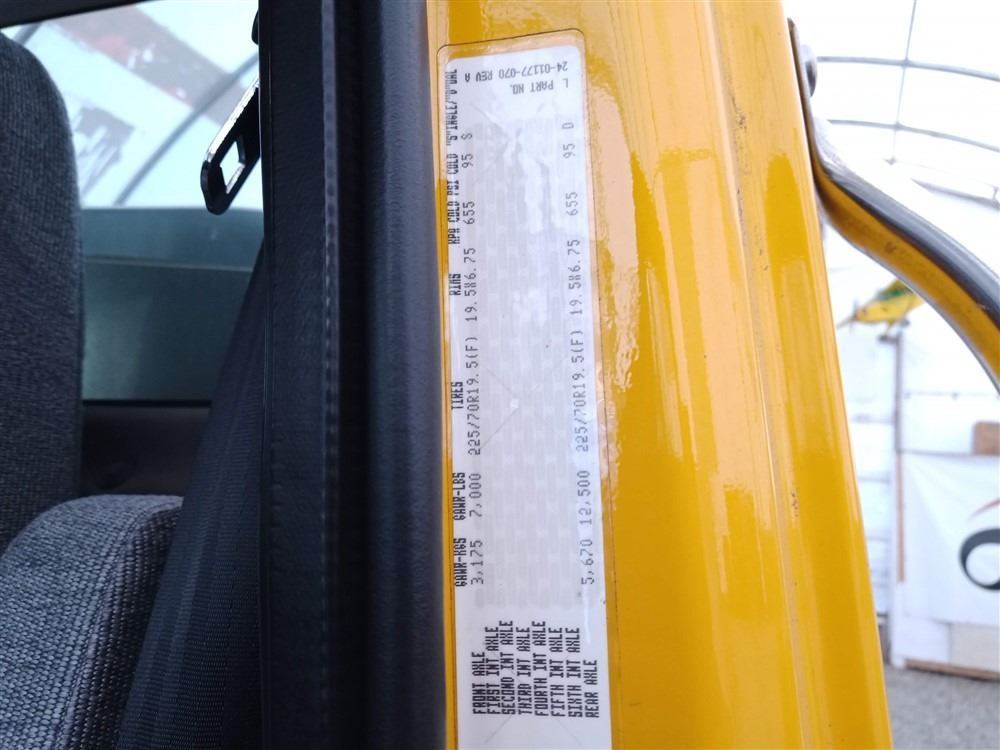 GAWR-KGS GAWR-LBS TIRES RIMS KPA COLD PSI COLD "S"INGLE/"D"UAL
FRONT AXLE 3,175 7,000 225/70R19.5(F) 19.5X6.75 655 95 S
FIRST INT AXLE
SECOND INT AXLE
THIRD INT AXLE
FOURTH INT AXLE
FIFTH INT AXLE
SIXTH INT AXLE
REAR AXLE 5,670 12,500 225/70R19.5(F) 19.5X6.75 655 95 D
L PART NO.
24-01177-070 REV A